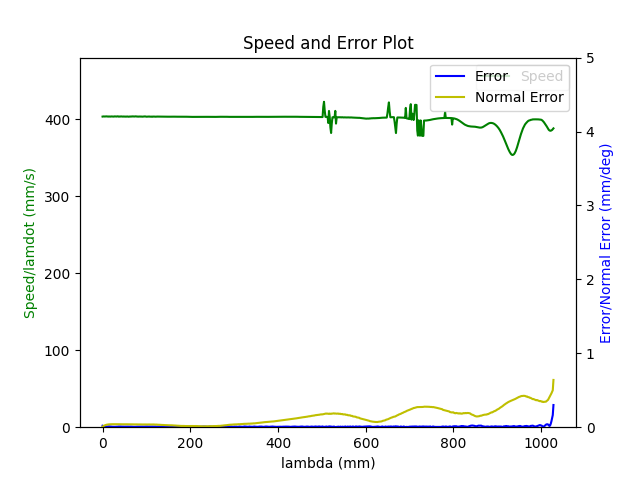 Speed and Error Plot
Speed/lamdot (mm/s)
400
300
200
100
0
Error
Speed
Normal Error
5
4
3
2
1
0
Error/Normal Error (mm/deg)
0 200 400 600 800 1000
lambda (mm)